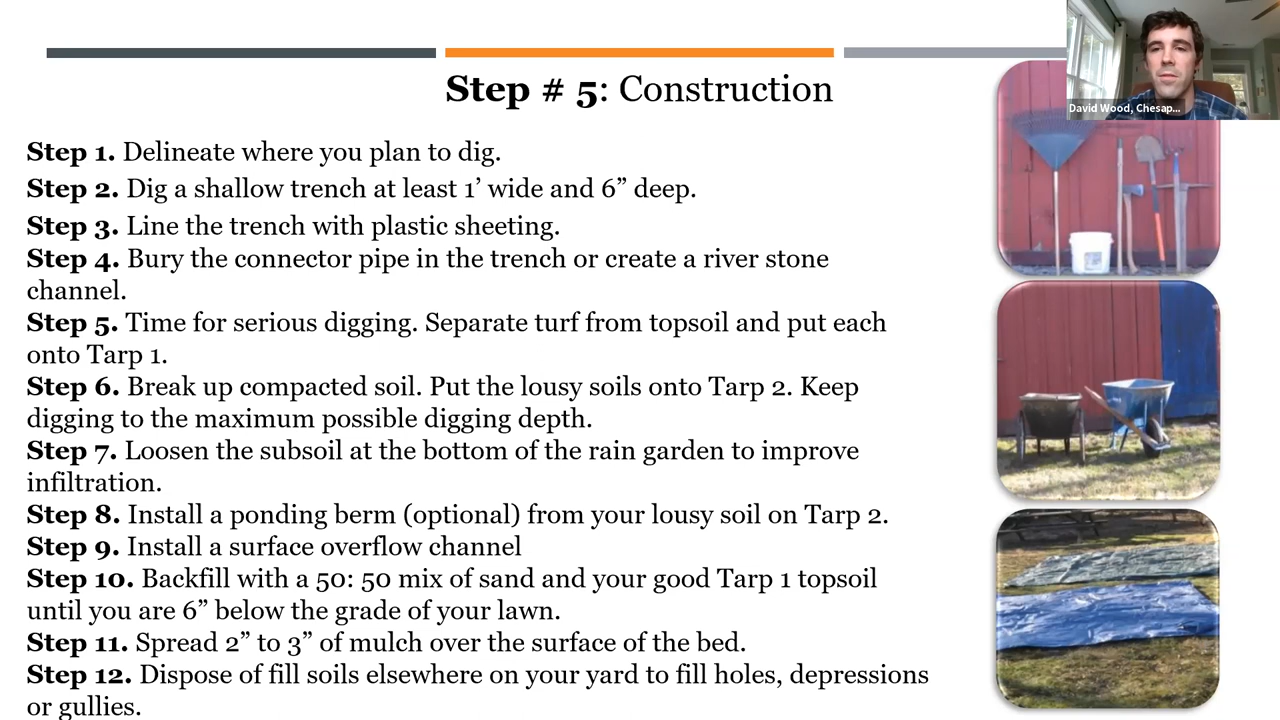 David Wood, Chesap...
Step # 5: Construction
Step 1. Delineate where you plan to dig.
Step 2. Dig a shallow trench at least 1’ wide and 6” deep.
Step 3. Line the trench with plastic sheeting.
Step 4. Bury the connector pipe in the trench or create a river stone
channel.
Step 5. Time for serious digging. Separate turf from topsoil and put each
onto Tarp 1.
Step 6. Break up compacted soil. Put the lousy soils onto Tarp 2. Keep
digging to the maximum possible digging depth.
Step 7. Loosen the subsoil at the bottom of the rain garden to improve
infiltration.
Step 8. Install a ponding berm (optional) from your lousy soil on Tarp 2.
Step 9. Install a surface overflow channel
Step 10. Backfill with a 50: 50 mix of sand and your good Tarp 1 topsoil
until you are 6” below the grade of your lawn.
Step 11. Spread 2” to 3” of mulch over the surface of the bed.
Step 12. Dispose of fill soils elsewhere on your yard to fill holes, depressions
or gullies.